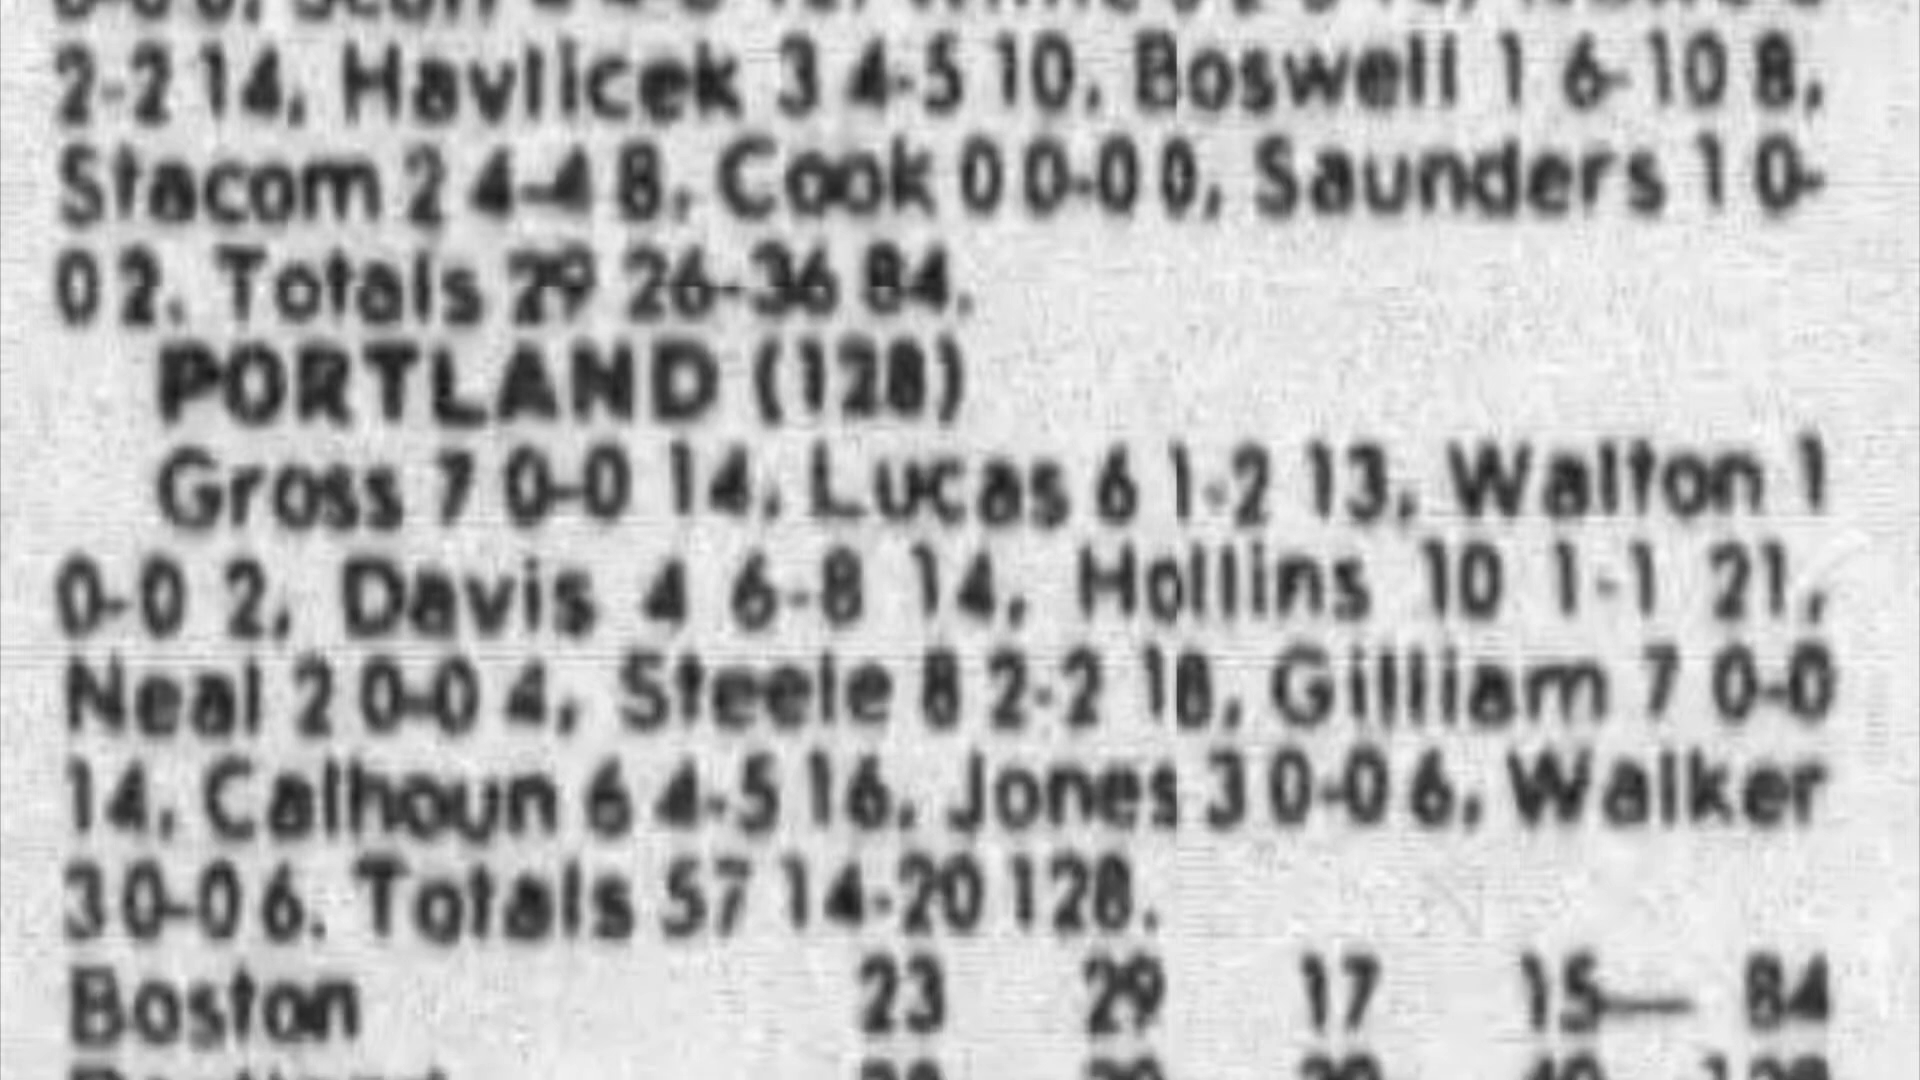 2-2 14, Havlicek 3 4-5 10, Boswell 1 6-10 8,
Stacom 2 4-4 8, Cook 0 0-0 0, Saunders 1 0-
0 2. Totals 29 26-36 84.
PORTLAND (128)
Gross 7 0-0 14, Lucas 6 1-2 13, Walton 1
0-0 2, Davis 4 6-8 14, Hollins 10 1-1 21,
Neal 2 0-0 4, Steele 8 2-2 18, Gilliam 7 0-0
14, Calhoun 6 4-5 16, Jones 3 0-0 6, Walker
3 0-0 6. Totals 57 14-20 128.
Boston 23 29 17 15— 84